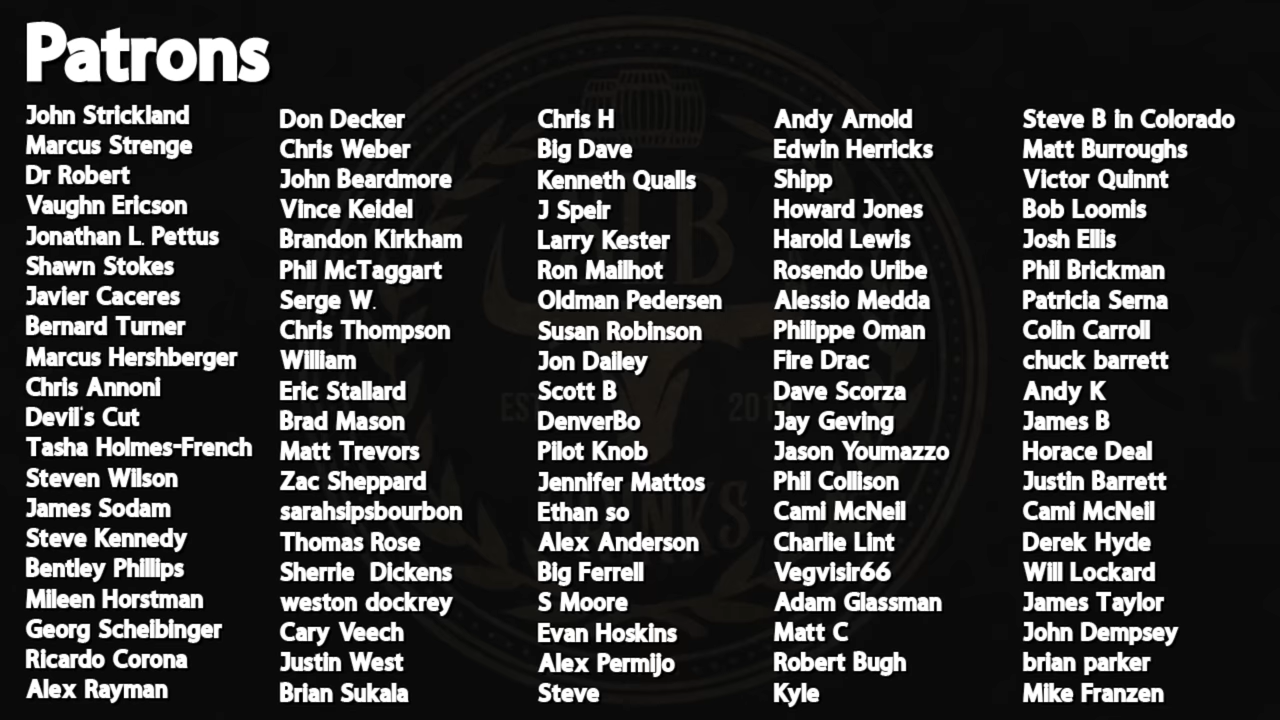 Patrons
John Strickland
Marcus Strenge
Dr Robert
Vaughn Ericson
Jonathan L. Pettus
Shawn Stokes
Javier Caceres
Bernard Turner
Marcus Hershberger
Chris Annoni
Devil's Cut
Tasha Holmes-French
Steven Wilson
James Sodam
Steve Kennedy
Bentley Phillips
Mileen Horstman
Georg Scheibinger
Ricardo Corona
Alex Rayman
Don Decker
Chris Weber
John Beardmore
Vince Keidel
Brandon Kirkham
Phil McTaggart
Serge W.
Chris Thompson
William
Eric Stallard
Brad Mason
Matt Trevors
Zac Sheppard
sarahsipsbourbon
Thomas Rose
Sherrie  Dickens
weston dockrey
Cary Veech
Justin West
Brian Sukala
Chris H
Big Dave
Kenneth Qualls
J Speir
Larry Kester
Ron Mailhot
Oldman Pedersen
Susan Robinson
Jon Dailey
Scott B
DenverBo
Pilot Knob
Jennifer Mattos
Ethan so
Alex Anderson
Big Ferrell
S Moore
Evan Hoskins
Alex Permijo
Steve
Andy Arnold
Edwin Herricks
Shipp
Howard Jones
Harold Lewis
Rosendo Uribe
Alessio Medda
Philippe Oman
Fire Drac
Dave Scorza
Jay Geving
Jason Youmazzo
Phil Collison
Cami McNeil
Charlie Lint
Vegvisir66
Adam Glassman
Matt C
Robert Bugh
Kyle
Steve B in Colorado
Matt Burroughs
Victor Quinnt
Bob Loomis
Josh Ellis
Phil Brickman
Patricia Serna
Colin Carroll
chuck barrett
Andy K
James B
Horace Deal
Justin Barrett
Cami McNeil
Derek Hyde
Will Lockard
James Taylor
John Dempsey
brian parker
Mike Franzen